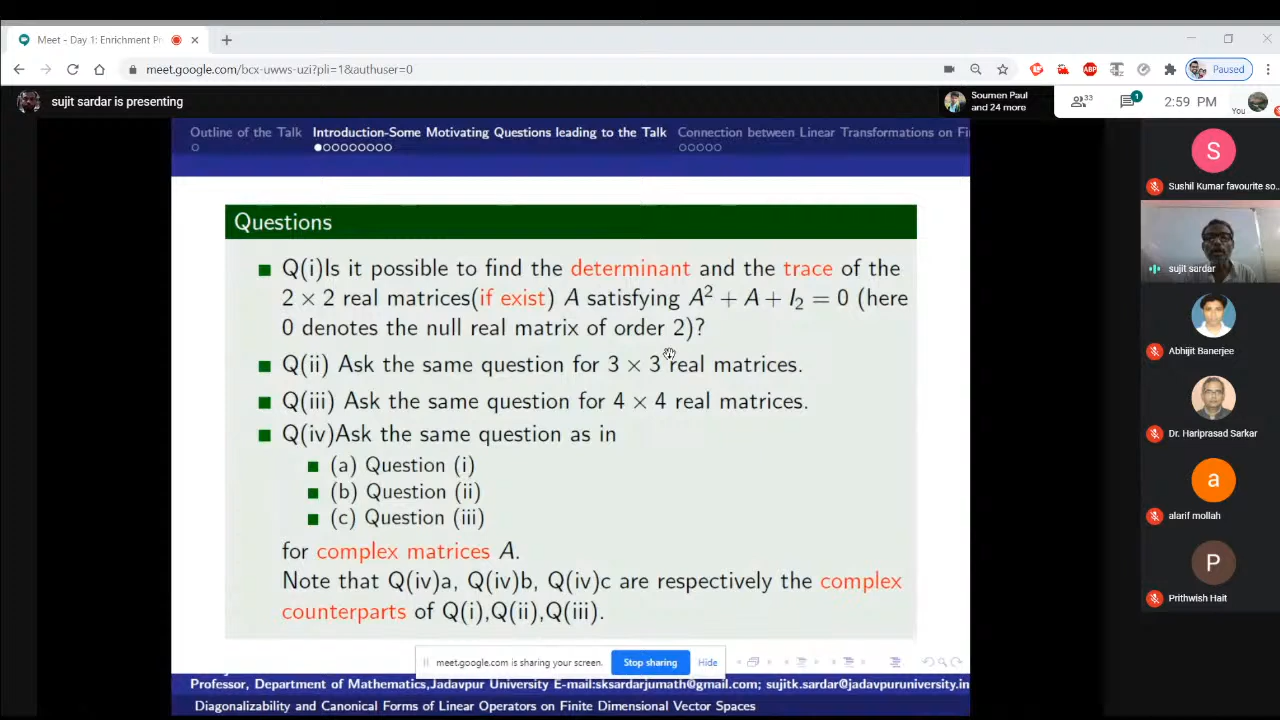 Meet - Day 1: Enrichment Pr
meet.google.com/bcx-uwws-uzi?pli=1&authuser=0
ABP
Paused
sujit sardar is presenting
Soumen Paul
and 24 more
33
1
2:59 PM
You
Outline of the Talk Introduction-Some Motivating Questions leading to the Talk Connection between Linear Transformations on Fi
Questions
Q(i)Is it possible to find the determinant and the trace of the
2 × 2 real matrices(if exist) A satisfying A² + A + I₂ = 0 (here
0 denotes the null real matrix of order 2)?
Q(ii) Ask the same question for 3 × 3 real matrices.
Q(iii) Ask the same question for 4 × 4 real matrices.
Q(iv)Ask the same question as in
(a) Question (i)
(b) Question (ii)
(c) Question (iii)
for complex matrices A.
Note that Q(iv)a, Q(iv)b, Q(iv)c are respectively the complex
counterparts of Q(i),Q(ii),Q(iii).
meet.google.com is sharing your screen. Stop sharing Hide
Professor, Department of Mathematics,Jadavpur University E-mail:sksardarjumath@gmail.com; sujitk.sardar@jadavpuruniversity.in
Diagonalizability and Canonical Forms of Linear Operators on Finite Dimensional Vector Spaces
S
Sushil Kumar favourite so...
sujit sardar
Abhijit Banerjee
Dr. Hariprasad Sarkar
a
alarif mollah
P
Prithwish Hait